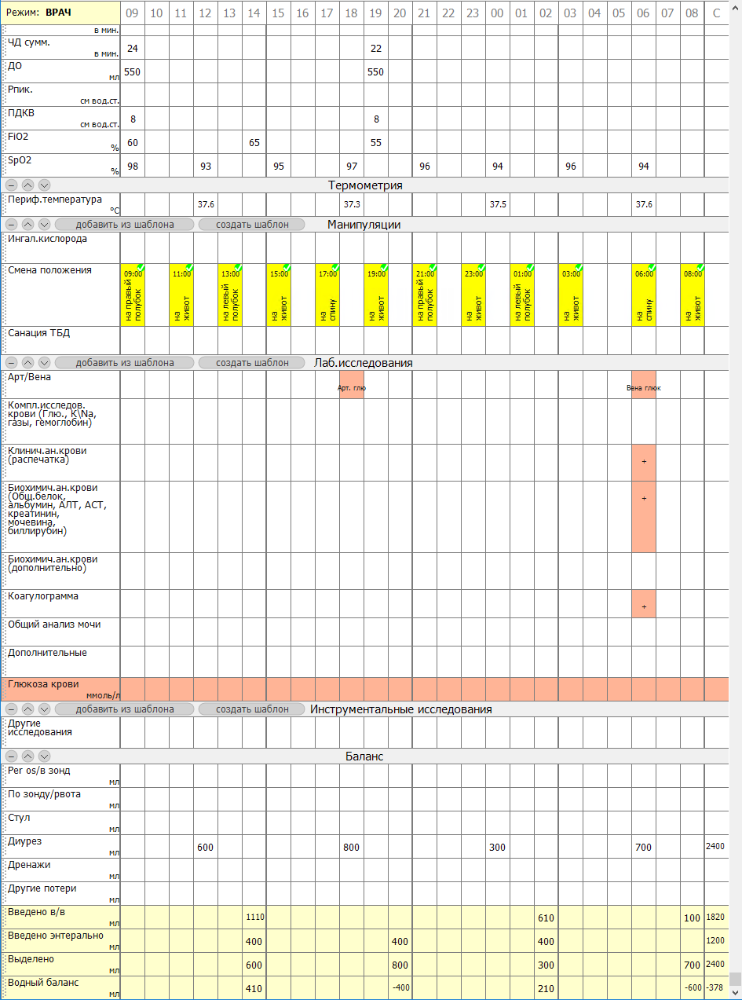 Режим: ВРАЧ 09 10 11 12 13 14 15 16 17 18 19 20 21 22 23 00 01 02 03 04 05 06 07 08 С
в мин.
ЧД сумм. 24 22
в мин.
ДО 550 550
мл
Рпик.
см вод.ст.
ПДКВ 8 8
см вод.ст.
FiO2 60 65 55
%
SpO2 98 93 95 97 96 94 96 94
%
Термометрия
Периф.температура 37.6 37.3 37.5 37.6
°C
добавить из шаблона создать шаблон Манипуляции
Ингал.кислорода
Смена положения 09:00 11:00 13:00 15:00 17:00 19:00 21:00 23:00 01:00 03:00 06:00 08:00
на правый полубок
на живот
на левый полубок
на живот
на спину
на живот
на правый полубок
на живот
на левый полубок
на живот
на спину
на живот
Санация ТБД
добавить из шаблона создать шаблон Лаб.исследования
Арт/Вена Арт. глю Вена глюк
Компл.исследов.
крови (Глю., K\Na,
газы, гемоглобин)
Клинич.ан.крови
(распечатка) +
Биохимич.ан.крови
(Общ.белок, +
альбумин, АЛТ, АСТ,
креатинин,
мочевина,
биллирубин)
Биохимич.ан.крови
(дополнительно)
Коагулограмма
+
Общий анализ мочи
Дополнительные
Глюкоза крови
ммоль/л
добавить из шаблона создать шаблон Инструментальные исследования
Другие
исследования
Баланс
Per os/в зонд
мл
По зонду/рвота
мл
Стул
мл
Диурез 600 800 300 700 2400
мл
Дренажи
мл
Другие потери
мл
Введено в/в 1110 610 100 1820
мл
Введено энтерально 400 400 400 1200
мл
Выделено 600 800 300 700 2400
мл
Водный баланс 410 -400 210 -600 -378
мл